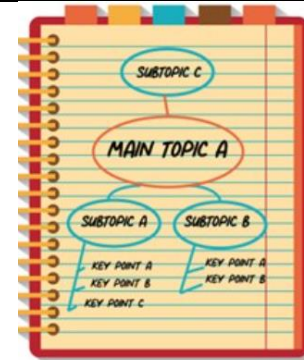 SUBTOPIC C
MAIN TOPIC A
SUBTOPIC A
SUBTOPIC B
KEY POINT A
KEY POINT B
KEY POINT C
KEY POINT A
KEY POINT B